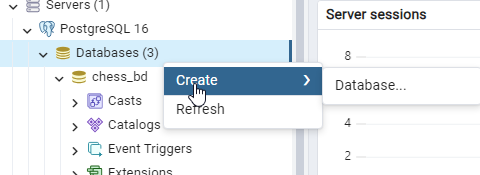 Servers (1)
PostgreSQL 16
Databases (3)
chess_bd
Casts
Catalogs
Event Triggers
Extensions
Create
Refresh
Database...
Server sessions
8
4
2